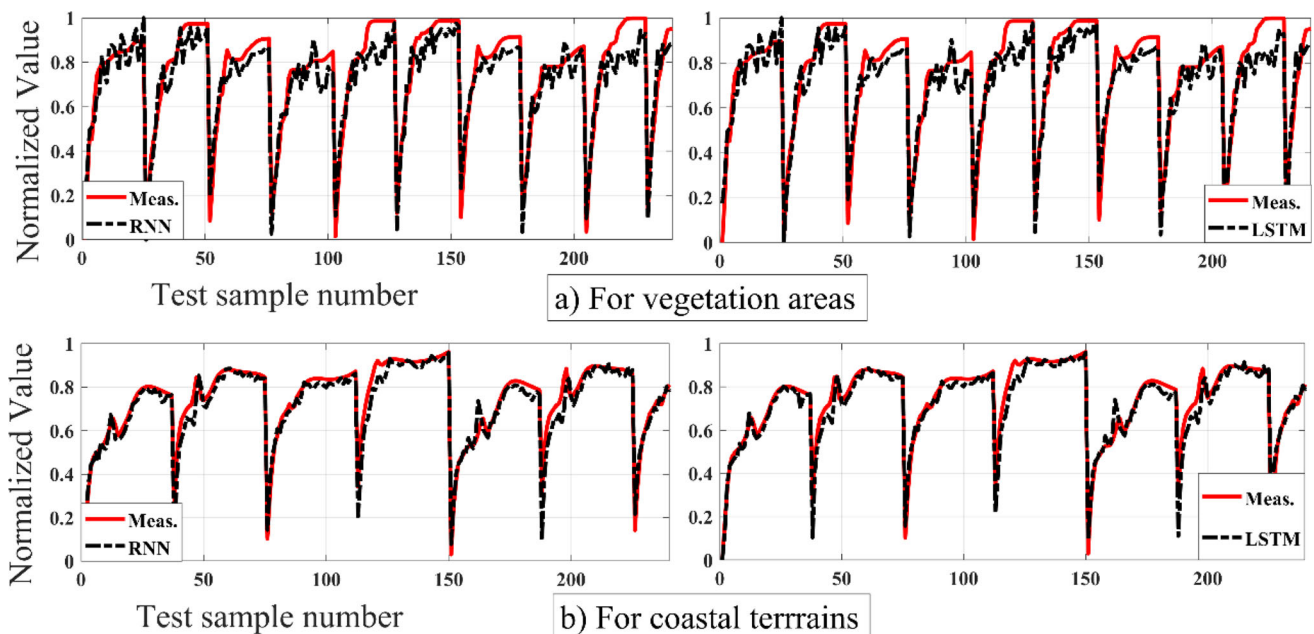 Normalized Value
1
0.8
0.6
0.4
0.2
0
Meas.
RNN
0 50 100 150 200
1
0.8
0.6
0.4
0.2
0
Meas.
LSTM
0 50 100 150 200
Test sample number
a) For vegetation areas
Normalized Value
1
0.8
0.6
0.4
0.2
0
Meas.
RNN
0 50 100 150 200
1
0.8
0.6
0.4
0.2
0
Meas.
LSTM
0 50 100 150 200
Test sample number
b) For coastal terrrains